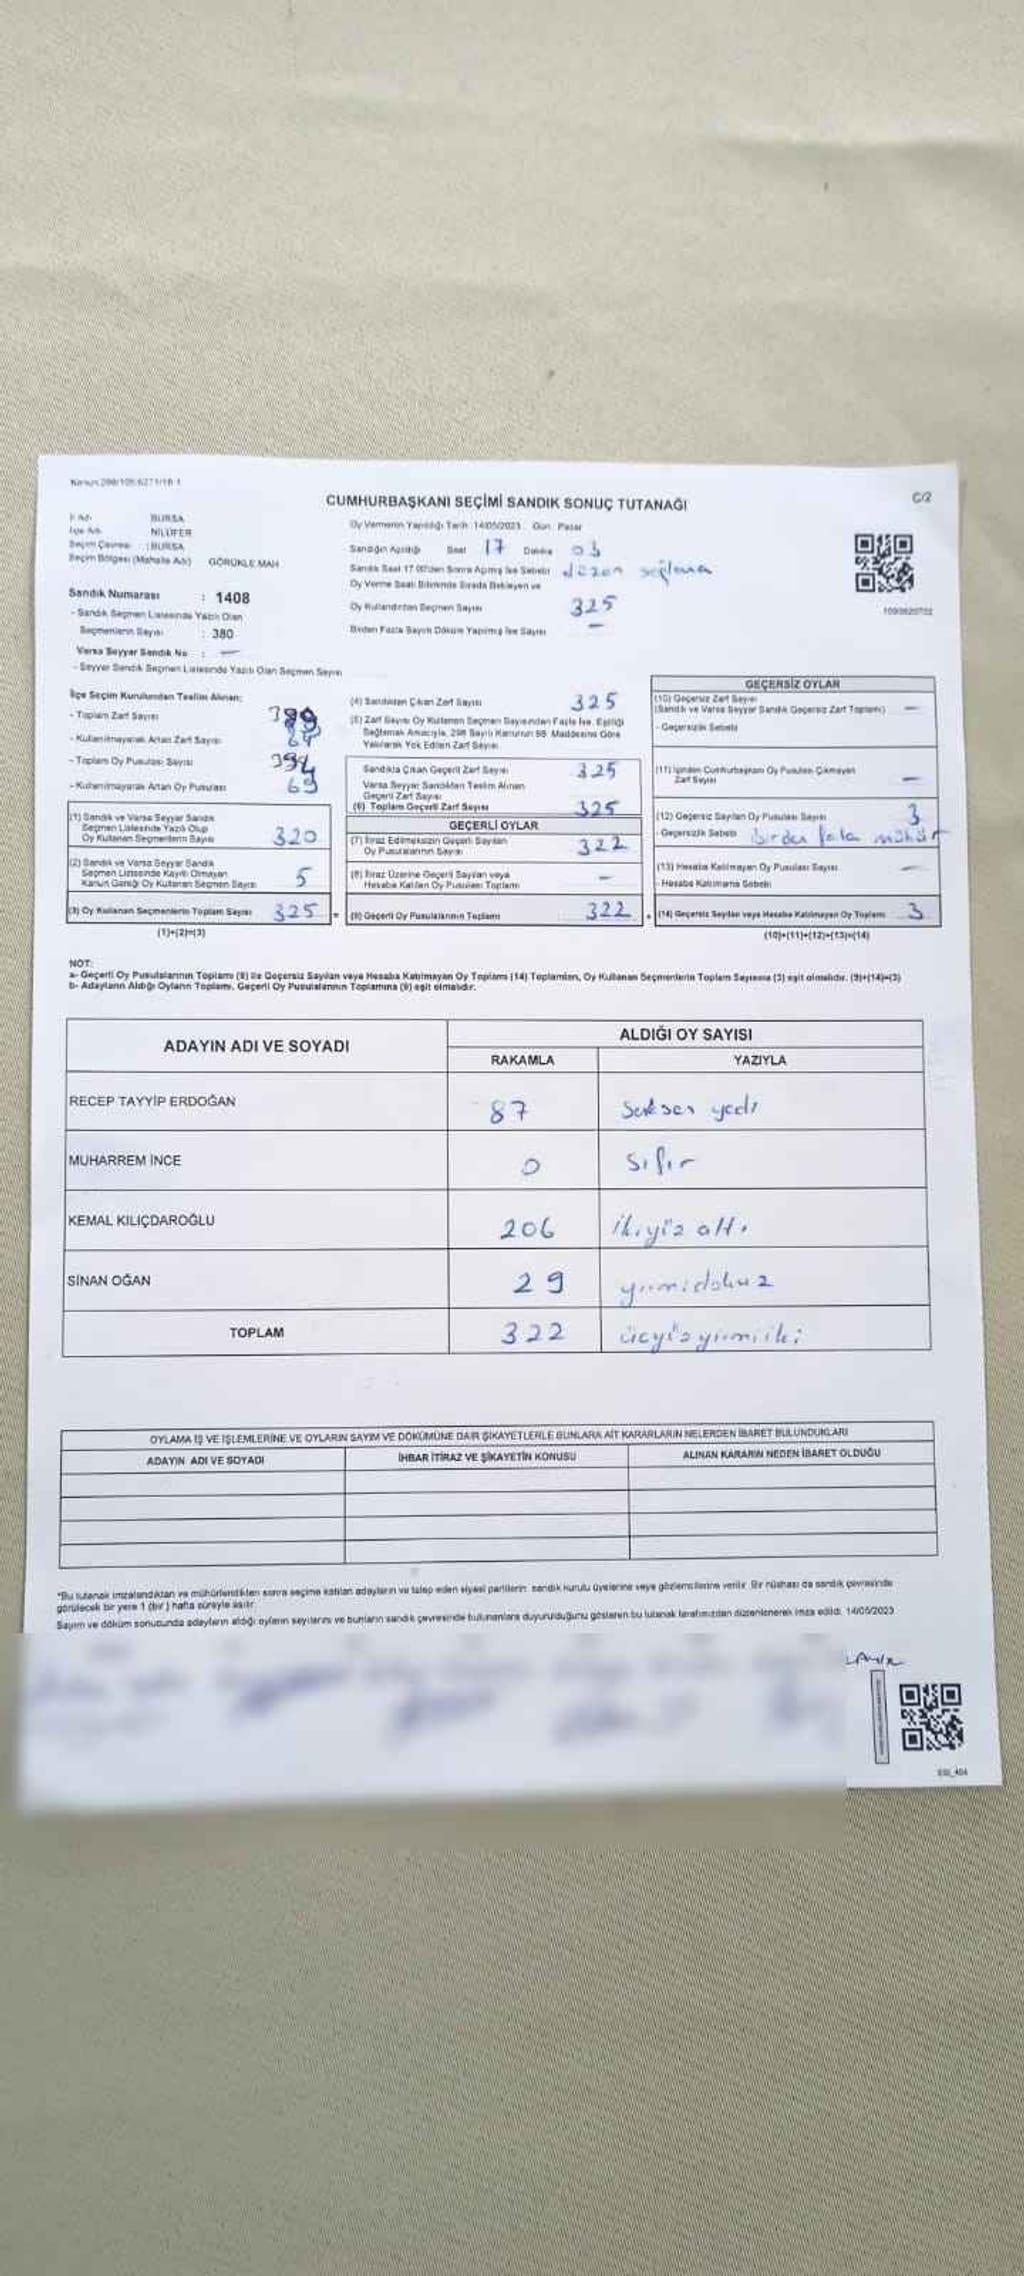 Kanun:298/105:6271/18-1
CUMHURBAŞKANI SEÇİMİ SANDIK SONUÇ TUTANAĞI
C/2
İl Adı : BURSA
İlçe Adı : NİLÜFER
Seçim Çevresi : BURSA
Seçim Bölgesi (Mahalle Adı) GÖRÜKLE MAH
Sandık Numarası : 1408
- Sandık Seçmen Listesinde Yazılı Olan
Seçmenlerin Sayısı : 380
Varsa Seyyar Sandık No : —
- Seyyar Sandık Seçmen Listesinde Yazılı Olan Seçmen Sayısı
Oy Vermenin Yapıldığı Tarih :14/05/2023 Gün : Pazar
Sandığın Açıldığı Saat 17 Dakika 03
Sandık Saat 17.00'den Sonra Açılmış İse Sebebi düzen sağlama
Oy Verme Saati Bitiminde Sırada Bekleyen ve
Oy Kullandırılan Seçmen Sayısı 325
Birden Fazla Sayım Döküm Yapılmış İse Sayısı —
İlçe Seçim Kurulundan Teslim Alınan;
- Toplam Zarf Sayısı
- Kullanılmayarak Artan Zarf Sayısı
- Toplam Oy Pusulası Sayısı 394
- Kullanılmayarak Artan Oy Pusulası 69
(1) Sandık ve Varsa Seyyar Sandık
Seçmen Listesinde Yazılı Olup
Oy Kullanan Seçmenlerin Sayısı 320
(2) Sandık ve Varsa Seyyar Sandık
Seçmen Listesinde Kayıtlı Olmayan
Kanun Gereği Oy Kullanan Seçmen Sayısı 5
(3) Oy Kullanan Seçmenlerin Toplam Sayısı 325 =
(1)+(2)=(3)
(4) Sandıktan Çıkan Zarf Sayısı 325
(5) Zarf Sayısı Oy Kullanan Seçmen Sayısından Fazla İse, Eşitliği
Sağlamak Amacıyla, 298 Sayılı Kanunun 98. Maddesine Göre
Yakılarak Yok Edilen Zarf Sayısı
Sandıkta Çıkan Geçerli Zarf Sayısı 325
Varsa Seyyar Sandıktan Teslim Alınan
Geçerli Zarf Sayısı
(6) Toplam Geçerli Zarf Sayısı 325
GEÇERLİ OYLAR
(7) İtiraz Edilmeksizin Geçerli Sayılan
Oy Pusulalarının Sayısı 322
(8) İtiraz Üzerine Geçerli Sayılan veya
Hesaba Katılan Oy Pusulası Toplamı —
(9) Geçerli Oy Pusulalarının Toplamı 322 +
GEÇERSİZ OYLAR
(10) Geçersiz Zarf Sayısı
(Sandık ve Varsa Seyyar Sandık Geçersiz Zarf Toplamı) —
- Geçersizlik Sebebi
(11) İçinden Cumhurbaşkanı Oy Pusulası Çıkmayan
Zarf Sayısı —
(12) Geçersiz Sayılan Oy Pusulası Sayısı 3
- Geçersizlik Sebebi birden fazla mühür
(13) Hesaba Katılmayan Oy Pusulası Sayısı —
- Hesaba Katılmama Sebebi
(14) Geçersiz Sayılan veya Hesaba Katılmayan Oy Toplamı 3
(10)+(11)+(12)+(13)=(14)
NOT:
a- Geçerli Oy Pusulalarının Toplamı (9) ile Geçersiz Sayılan veya Hesaba Katılmayan Oy Toplamı (14) Toplamları, Oy Kullanan Seçmenlerin Toplam Sayısına (3) eşit olmalıdır. (9)+(14)=(3)
b- Adayların Aldığı Oyların Toplamı, Geçerli Oy Pusulalarının Toplamına (9) eşit olmalıdır.
ADAYIN ADI VE SOYADI
ALDIĞI OY SAYISI
RAKAMLA YAZIYLA
RECEP TAYYİP ERDOĞAN 87 seksen yedi
MUHARREM İNCE 0 sıfır
KEMAL KILIÇDAROĞLU 206 ikiyüz altı
SİNAN OĞAN 29 yirmidokuz
TOPLAM 322 üçyüzyirmiiki
OYLAMA İŞ VE İŞLEMLERİNE VE OYLARIN SAYIM VE DÖKÜMÜNE DAİR ŞİKAYETLERLE BUNLARA AİT KARARLARIN NELERDEN İBARET BULUNDUKLARI
ADAYIN ADI VE SOYADI İHBAR İTİRAZ VE ŞİKAYETİN KONUSU ALINAN KARARIN NEDEN İBARET OLDUĞU
*Bu tutanak imzalandıktan ve mühürlendikten sonra seçime katılan adayların ve talep eden siyasi partilerin sandık kurulu üyelerine veya gözlemcilerine verilir. Bir nüshası da sandık çevresinde
görülecek bir yere 1 (bir) hafta süreyle asılır.
Sayım ve döküm sonucunda adayların aldığı oyların sayılarını ve bunların sandık çevresinde bulunanlara duyurulduğunu gösteren bu tutanak tarafımızdan düzenlenerek imza edildi. 14/05/2023